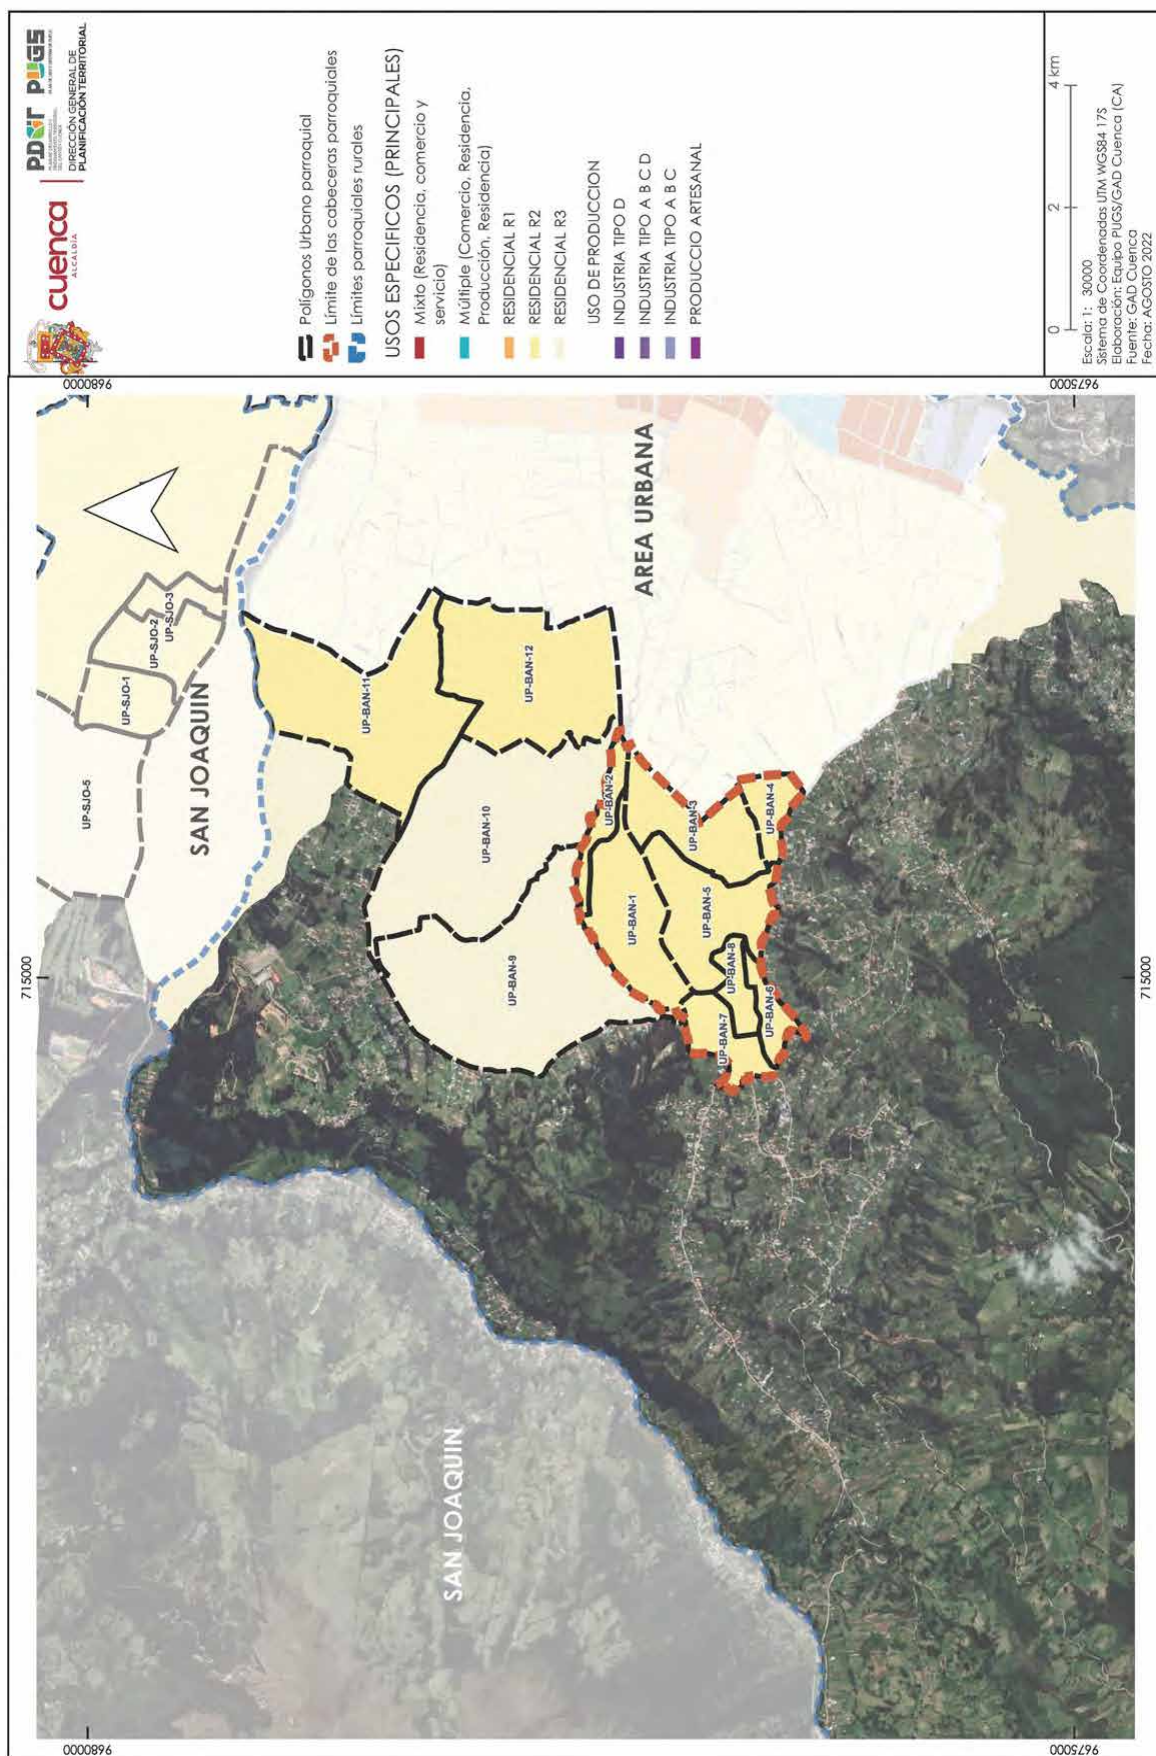 cuenca
ALCALDÍA
PDOT PUGS
DIRECCIÓN GENERAL DE
PLANIFICACIÓN TERRITORIAL
Polígonos Urbano parroquial
Límite de las cabeceras parroquiales
Límites parroquiales rurales
USOS ESPECIFICOS (PRINCIPALES)
Mixto (Residencia, comercio y
servicio)
Múltiple (Comercio, Residencia,
Producción, Residencia)
RESIDENCIAL R1
RESIDENCIAL R2
RESIDENCIAL R3
USO DE PRODUCCION
INDUSTRIA TIPO D
INDUSTRIA TIPO A B C D
INDUSTRIA TIPO A B C
PRODUCCIO ARTESANAL
0 2 4 km
Escala: 1: 30000
Sistema de Coordenadas UTM WGS84 17S
Elaboración: Equipo PUGS/GAD Cuenca (CA)
Fuente: GAD Cuenca
Fecha: AGOSTO 2022
715000
9680000
9680000
UP-SJO-5
UP-SJO-1
UP-SJO-2
UP-SJO-3
SAN JOAQUIN
UP-BAN-11
UP-BAN-10
UP-BAN-12
UP-BAN-9
SAN JOAQUIN
AREA URBANA
UP-BAN-2
UP-BAN-1
UP-BAN-3
UP-BAN-5
UP-BAN-4
UP-BAN-7
UP-BAN-8
UP-BAN-6
9675000
9675000
715000